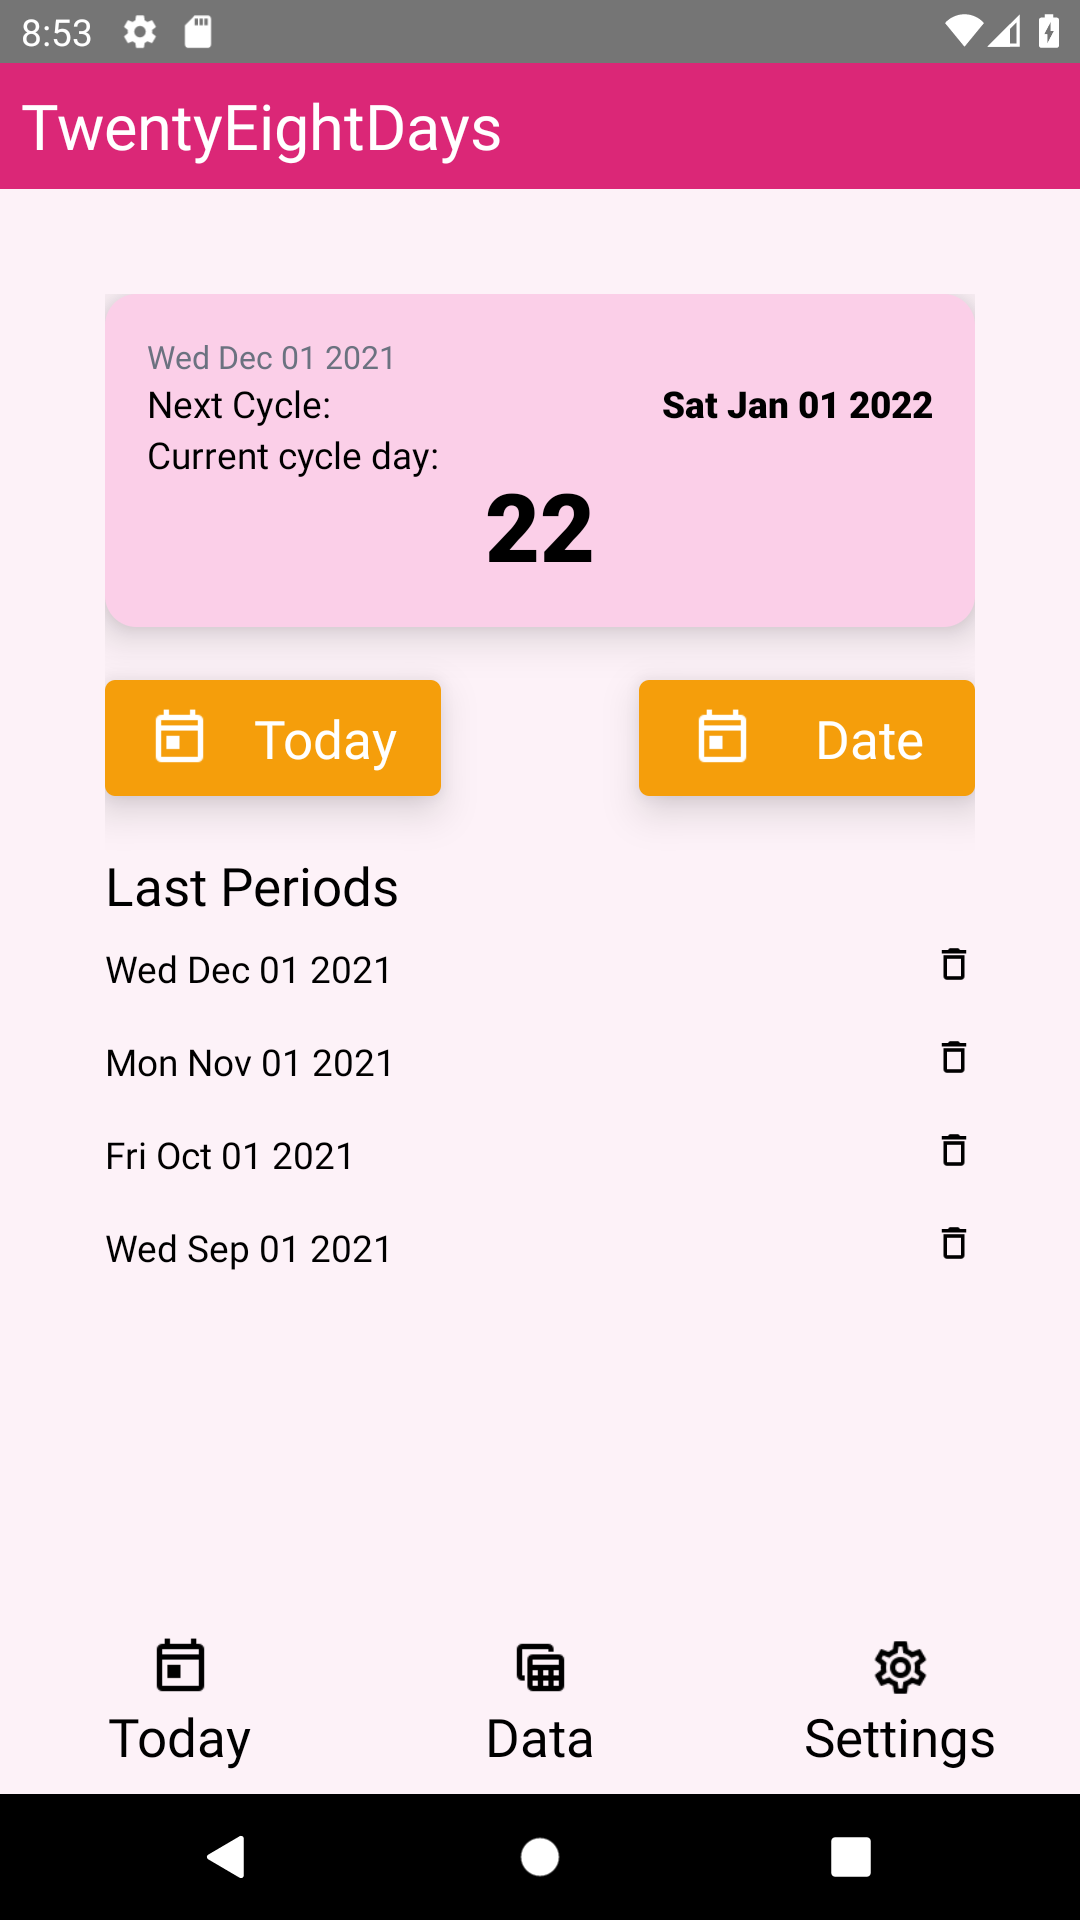 8:53
TwentyEightDays
Wed Dec 01 2021
Next Cycle: Sat Jan 01 2022
Current cycle day:
22
Today Date
Last Periods
Wed Dec 01 2021
Mon Nov 01 2021
Fri Oct 01 2021
Wed Sep 01 2021
Today Data Settings